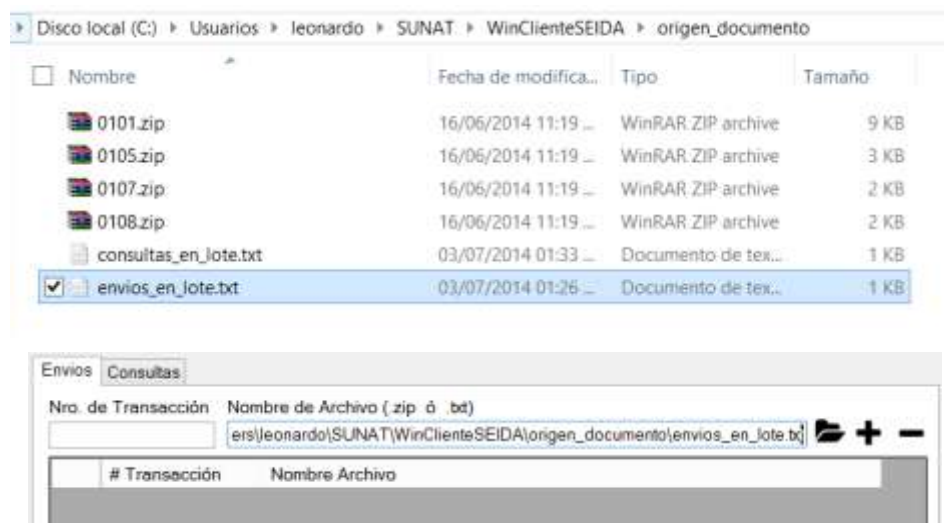 Disco local (C:) Usuarios leonardo SUNAT WinClienteSEIDA origen_documento
Nombre Fecha de modifica... Tipo Tamaño
0101.zip 16/06/2014 11:19 ... WinRAR ZIP archive 9 KB
0105.zip 16/06/2014 11:19 ... WinRAR ZIP archive 3 KB
0107.zip 16/06/2014 11:19 ... WinRAR ZIP archive 2 KB
0108.zip 16/06/2014 11:19 ... WinRAR ZIP archive 2 KB
consultas_en_lote.txt 03/07/2014 01:33 ... Documento de tex... 1 KB
envios_en_lote.txt 03/07/2014 01:26 ... Documento de tex... 1 KB
Envios Consultas
Nro. de Transacción Nombre de Archivo (.zip ó .txt)
ers\leonardo\SUNAT\WinClienteSEIDA\origen_documento\envios_en_lote.tx
# Transacción Nombre Archivo